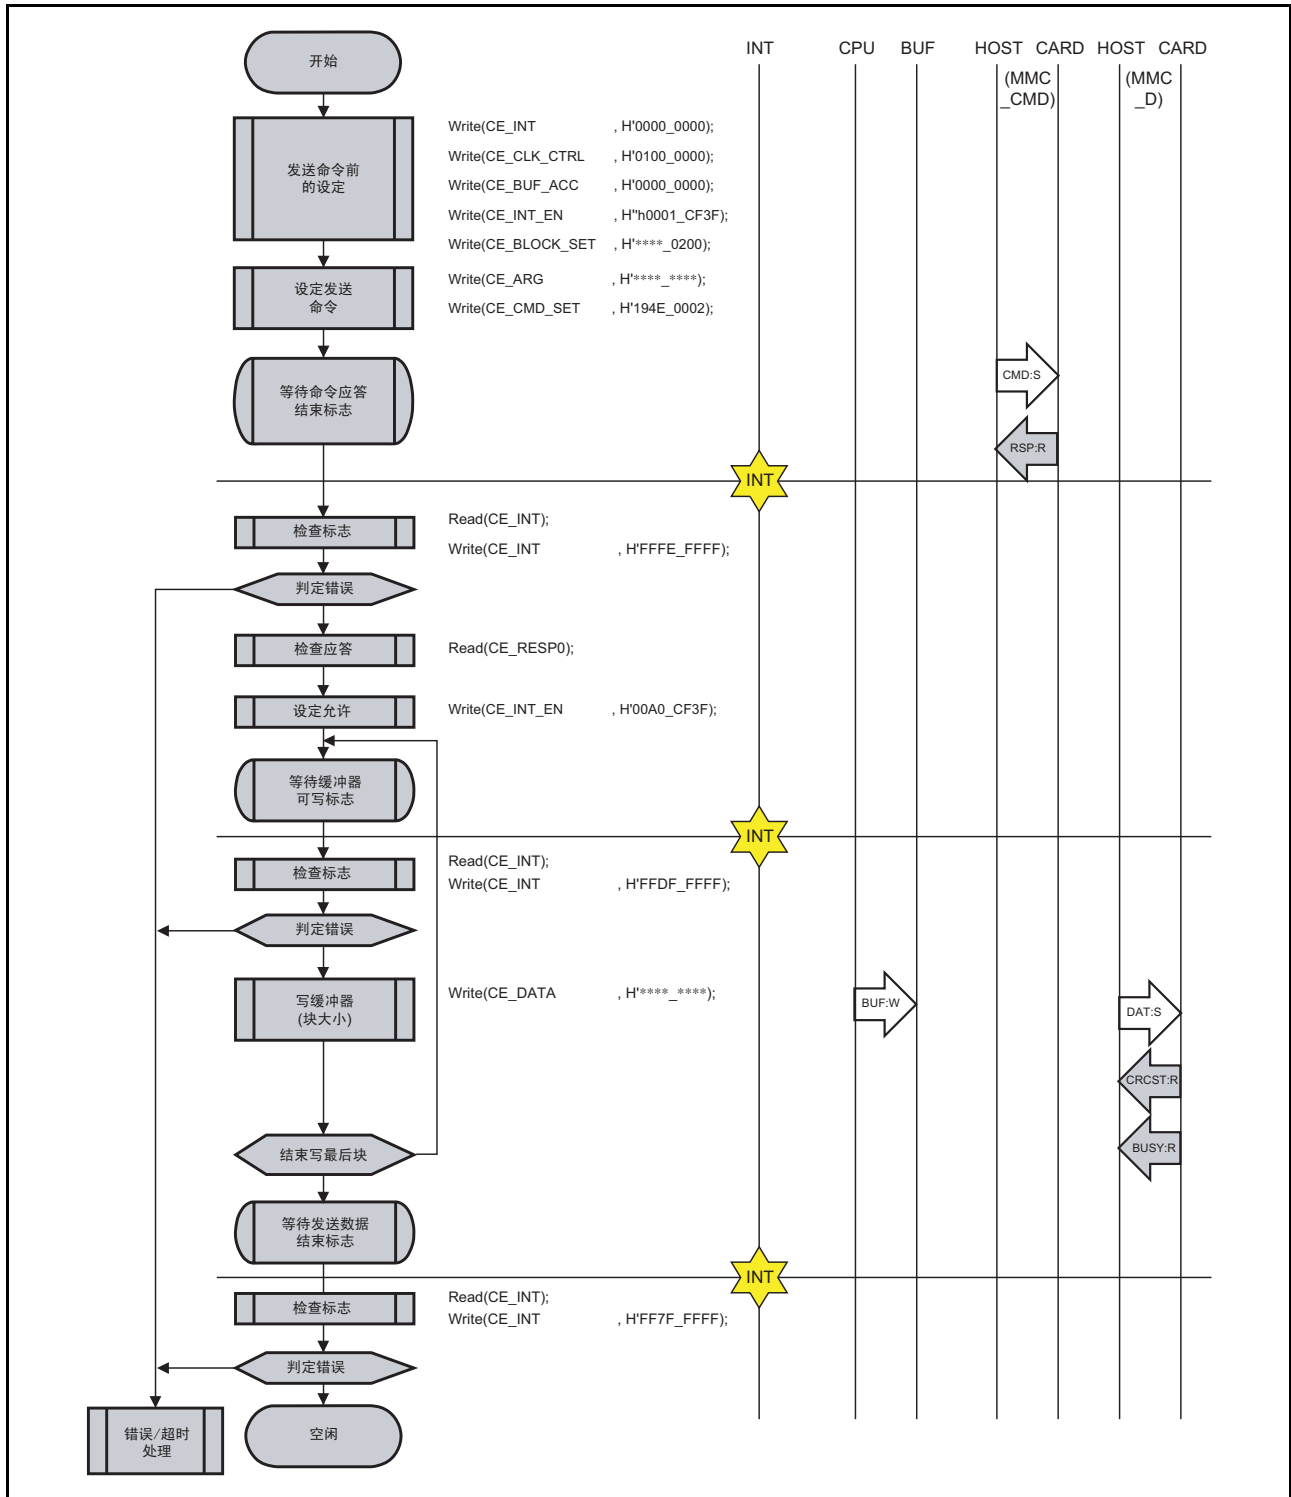 开始
INT CPU BUF HOST CARD HOST CARD
(MMC (MMC
_CMD) _D)
发送命令前
的设定
Write(CE_INT , H'0000_0000);
Write(CE_CLK_CTRL , H'0100_0000);
Write(CE_BUF_ACC , H'0000_0000);
Write(CE_INT_EN , H"h0001_CF3F);
Write(CE_BLOCK_SET , H'****_0200);
设定发送
命令
Write(CE_ARG , H'****_****);
Write(CE_CMD_SET , H'194E_0002);
等待命令应答
结束标志
CMD:S
RSP:R
INT
检查标志
Read(CE_INT);
Write(CE_INT , H'FFFE_FFFF);
判定错误
检查应答
Read(CE_RESP0);
设定允许
Write(CE_INT_EN , H'00A0_CF3F);
等待缓冲器
可写标志
INT
检查标志
Read(CE_INT);
Write(CE_INT , H'FFDF_FFFF);
判定错误
写缓冲器
(块大小)
Write(CE_DATA , H'****_****);
BUF:W
DAT:S
CRCST:R
BUSY:R
结束写最后块
等待发送数据
结束标志
INT
检查标志
Read(CE_INT);
Write(CE_INT , H'FF7F_FFFF);
判定错误
错误/超时
处理
空闲